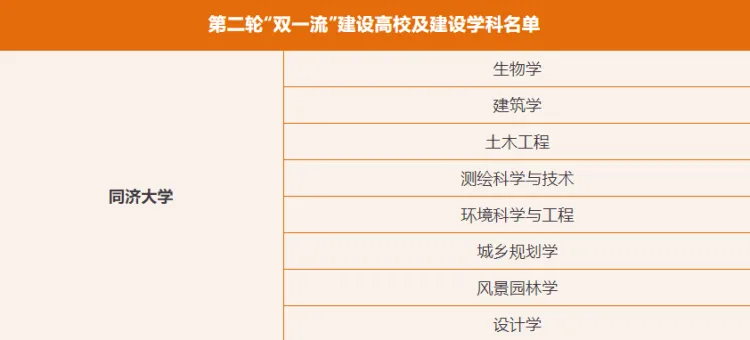 第二轮“双一流”建设高校及建设学科名单
同济大学
生物学
建筑学
土木工程
测绘科学与技术
环境科学与工程
城乡规划学
风景园林学
设计学